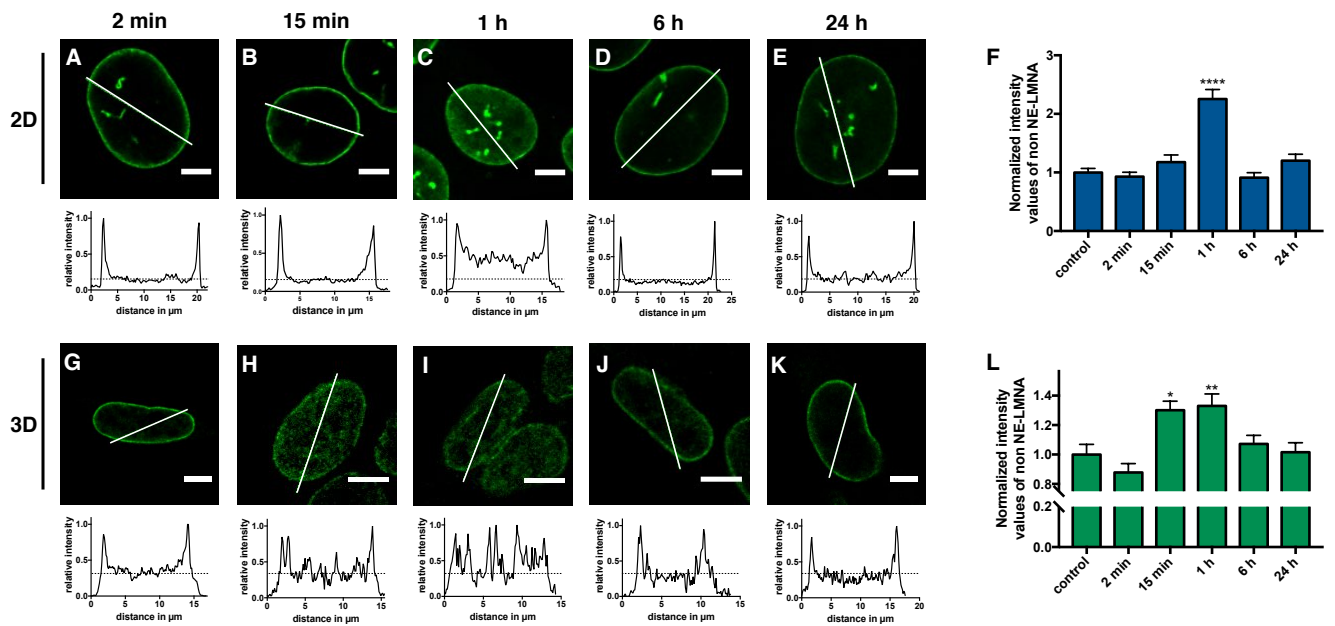 2 min 15 min 1 h 6 h 24 h
2D
A B C D E
relative intensity
1.0
0.5
0.0
0 5 10 15 20
distance in µm
relative intensity
1.0
0.5
0.0
0 5 10 15
distance in µm
relative intensity
1.0
0.5
0.0
0 5 10 15
distance in µm
relative intensity
1.0
0.5
0.0
0 5 10 15 20 25
distance in µm
relative intensity
1.0
0.5
0.0
0 5 10 15 20
distance in µm
F
Normalized intensity
values of non NE-LMNA
3
2
1
0
****
control 2 min 15 min 1 h 6 h 24 h
3D
G H I J K
relative intensity
1.0
0.5
0.0
0 5 10 15
distance in µm
relative intensity
1.0
0.5
0.0
0 5 10 15
distance in µm
relative intensity
1.0
0.5
0.0
0 5 10 15
distance in µm
relative intensity
1.0
0.5
0.0
0 5 10 15
distance in µm
relative intensity
1.0
0.5
0.0
0 5 10 15 20
distance in µm
L
Normalized intensity
values of non NE-LMNA
1.4
1.2
1.0
0.8
0.2
0.0
* **
control 2 min 15 min 1 h 6 h 24 h